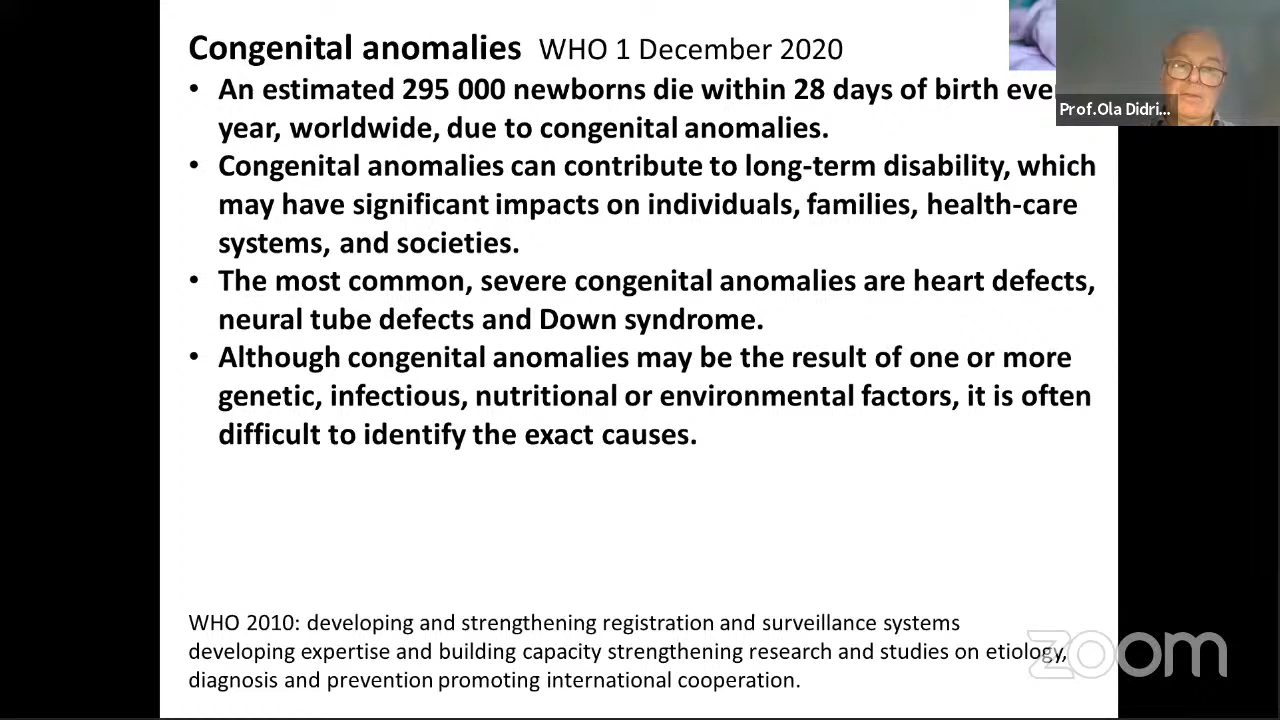 Congenital anomalies WHO 1 December 2020
• An estimated 295 000 newborns die within 28 days of birth eve
year, worldwide, due to congenital anomalies.
• Congenital anomalies can contribute to long-term disability, which
may have significant impacts on individuals, families, health-care
systems, and societies.
• The most common, severe congenital anomalies are heart defects,
neural tube defects and Down syndrome.
• Although congenital anomalies may be the result of one or more
genetic, infectious, nutritional or environmental factors, it is often
difficult to identify the exact causes.
Prof.Ola Didri...
WHO 2010: developing and strengthening registration and surveillance systems
developing expertise and building capacity strengthening research and studies on etiology,
diagnosis and prevention promoting international cooperation.
zoom